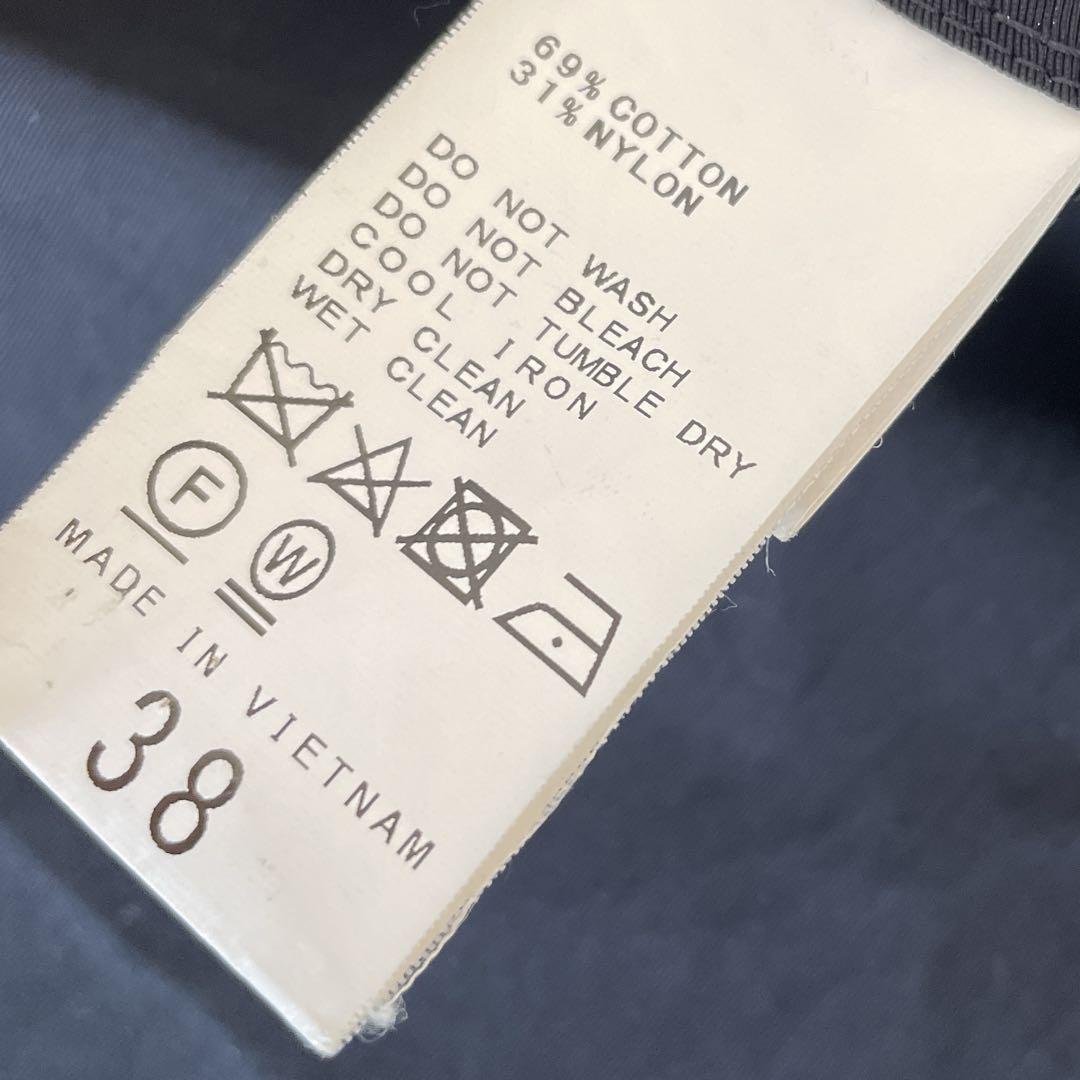 69% COTTON
31% NYLON
DO NOT WASH
DO NOT BLEACH
DO NOT TUMBLE DRY
COOL IRON
DRY CLEAN
WET CLEAN
F
W
MADE IN VIETNAM
38